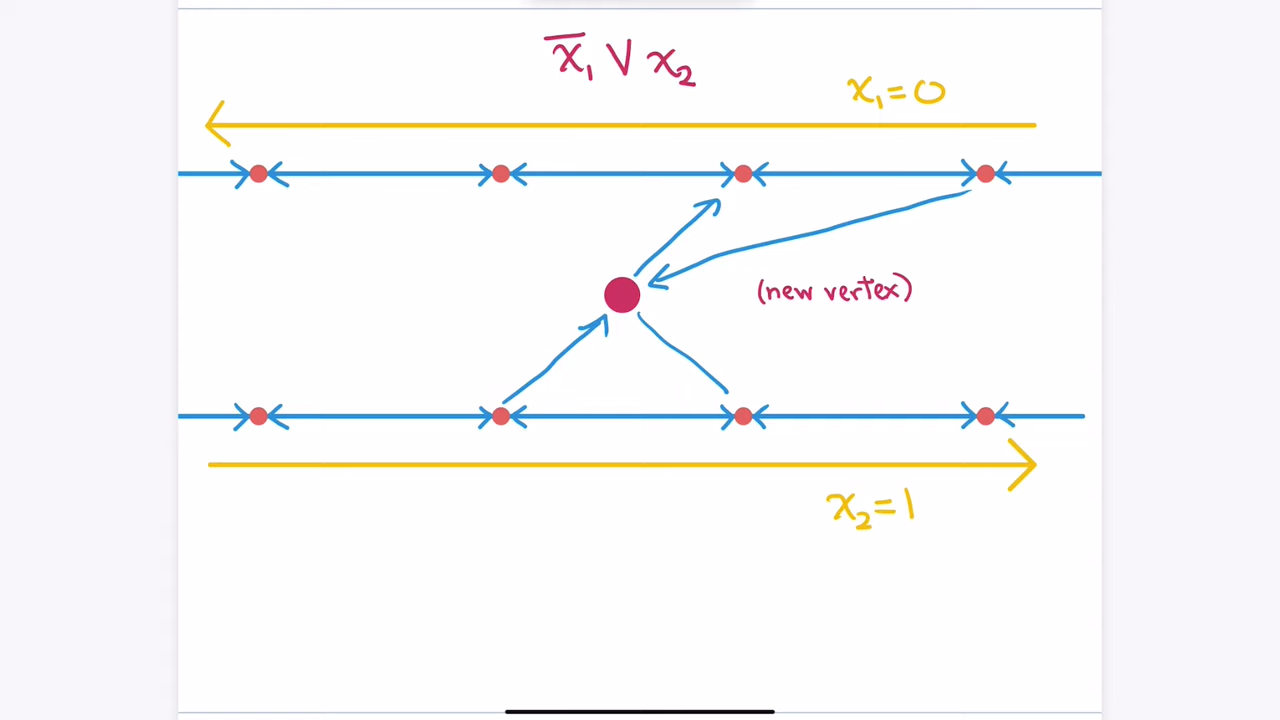 x̅₁ ∨ x₂
x₁=0
(new vertex)
x₂=1